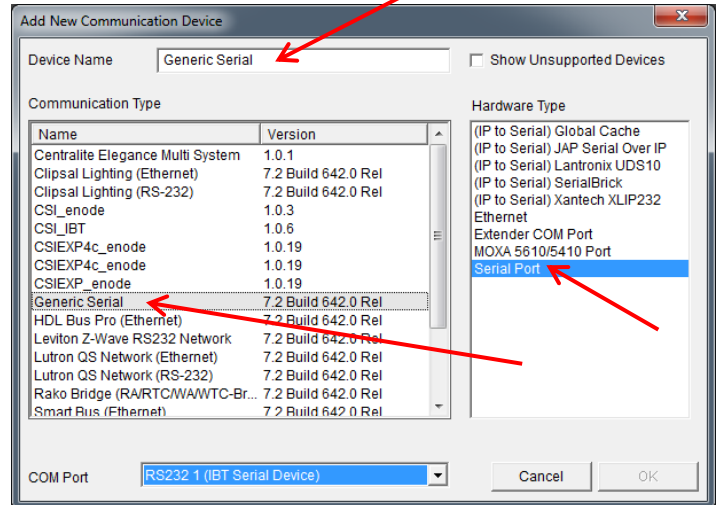 Add New Communication Device
Device Name Generic Serial Show Unsupported Devices
Communication Type Hardware Type
Name Version
Centralite Elegance Multi System 1.0.1
Clipsal Lighting (Ethernet) 7.2 Build 642.0 Rel
Clipsal Lighting (RS-232) 7.2 Build 642.0 Rel
CSI_enode 1.0.3
CSI_IBT 1.0.6
CSIEXP4c_enode 1.0.19
CSIEXP4c_enode 1.0.19
CSIEXP_enode 1.0.19
Generic Serial 7.2 Build 642.0 Rel
HDL Bus Pro (Ethernet) 7.2 Build 642.0 Rel
Leviton Z-Wave RS232 Network 7.2 Build 642.0 Rel
Lutron QS Network (Ethernet) 7.2 Build 642.0 Rel
Lutron QS Network (RS-232) 7.2 Build 642.0 Rel
Rako Bridge (RA/RTC/WA/WTC-Br... 7.2 Build 642.0 Rel
Smart Bus (Ethernet) 7.2 Build 642.0 Rel
(IP to Serial) Global Cache
(IP to Serial) JAP Serial Over IP
(IP to Serial) Lantronix UDS10
(IP to Serial) SerialBrick
(IP to Serial) Xantech XLIP232
Ethernet
Extender COM Port
MOXA 5610/5410 Port
Serial Port
COM Port RS232 1 (IBT Serial Device) Cancel OK